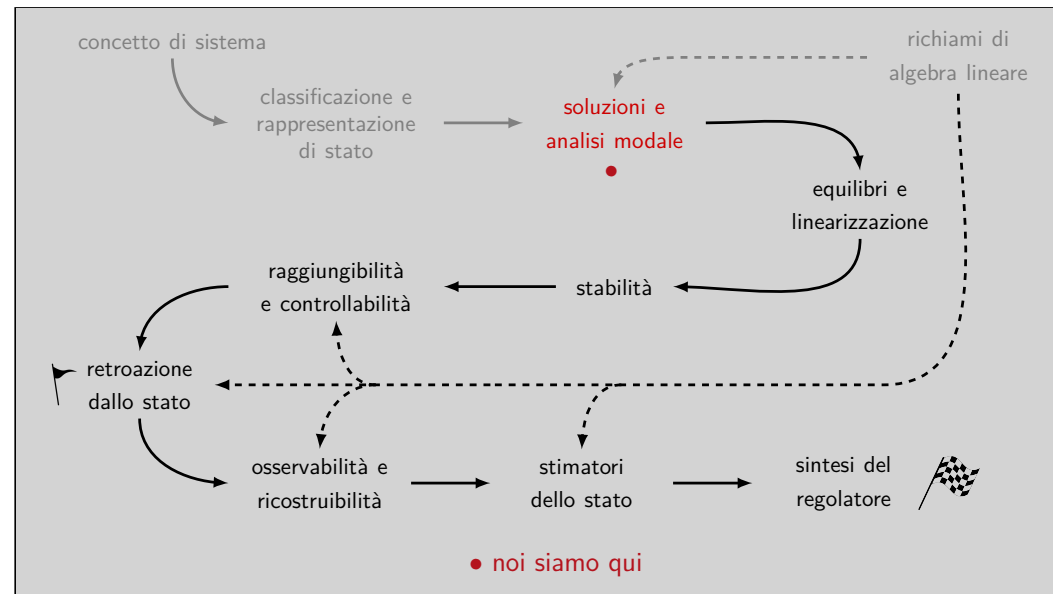 concetto di sistema
richiami di
algebra lineare
classificazione e
rappresentazione
di stato
soluzioni e
analisi modale
equilibri e
linearizzazione
raggiungibilità
e controllabilità
stabilità
retroazione
dallo stato
osservabilità e
ricostruibilità
stimatori
dello stato
sintesi del
regolatore
noi siamo qui